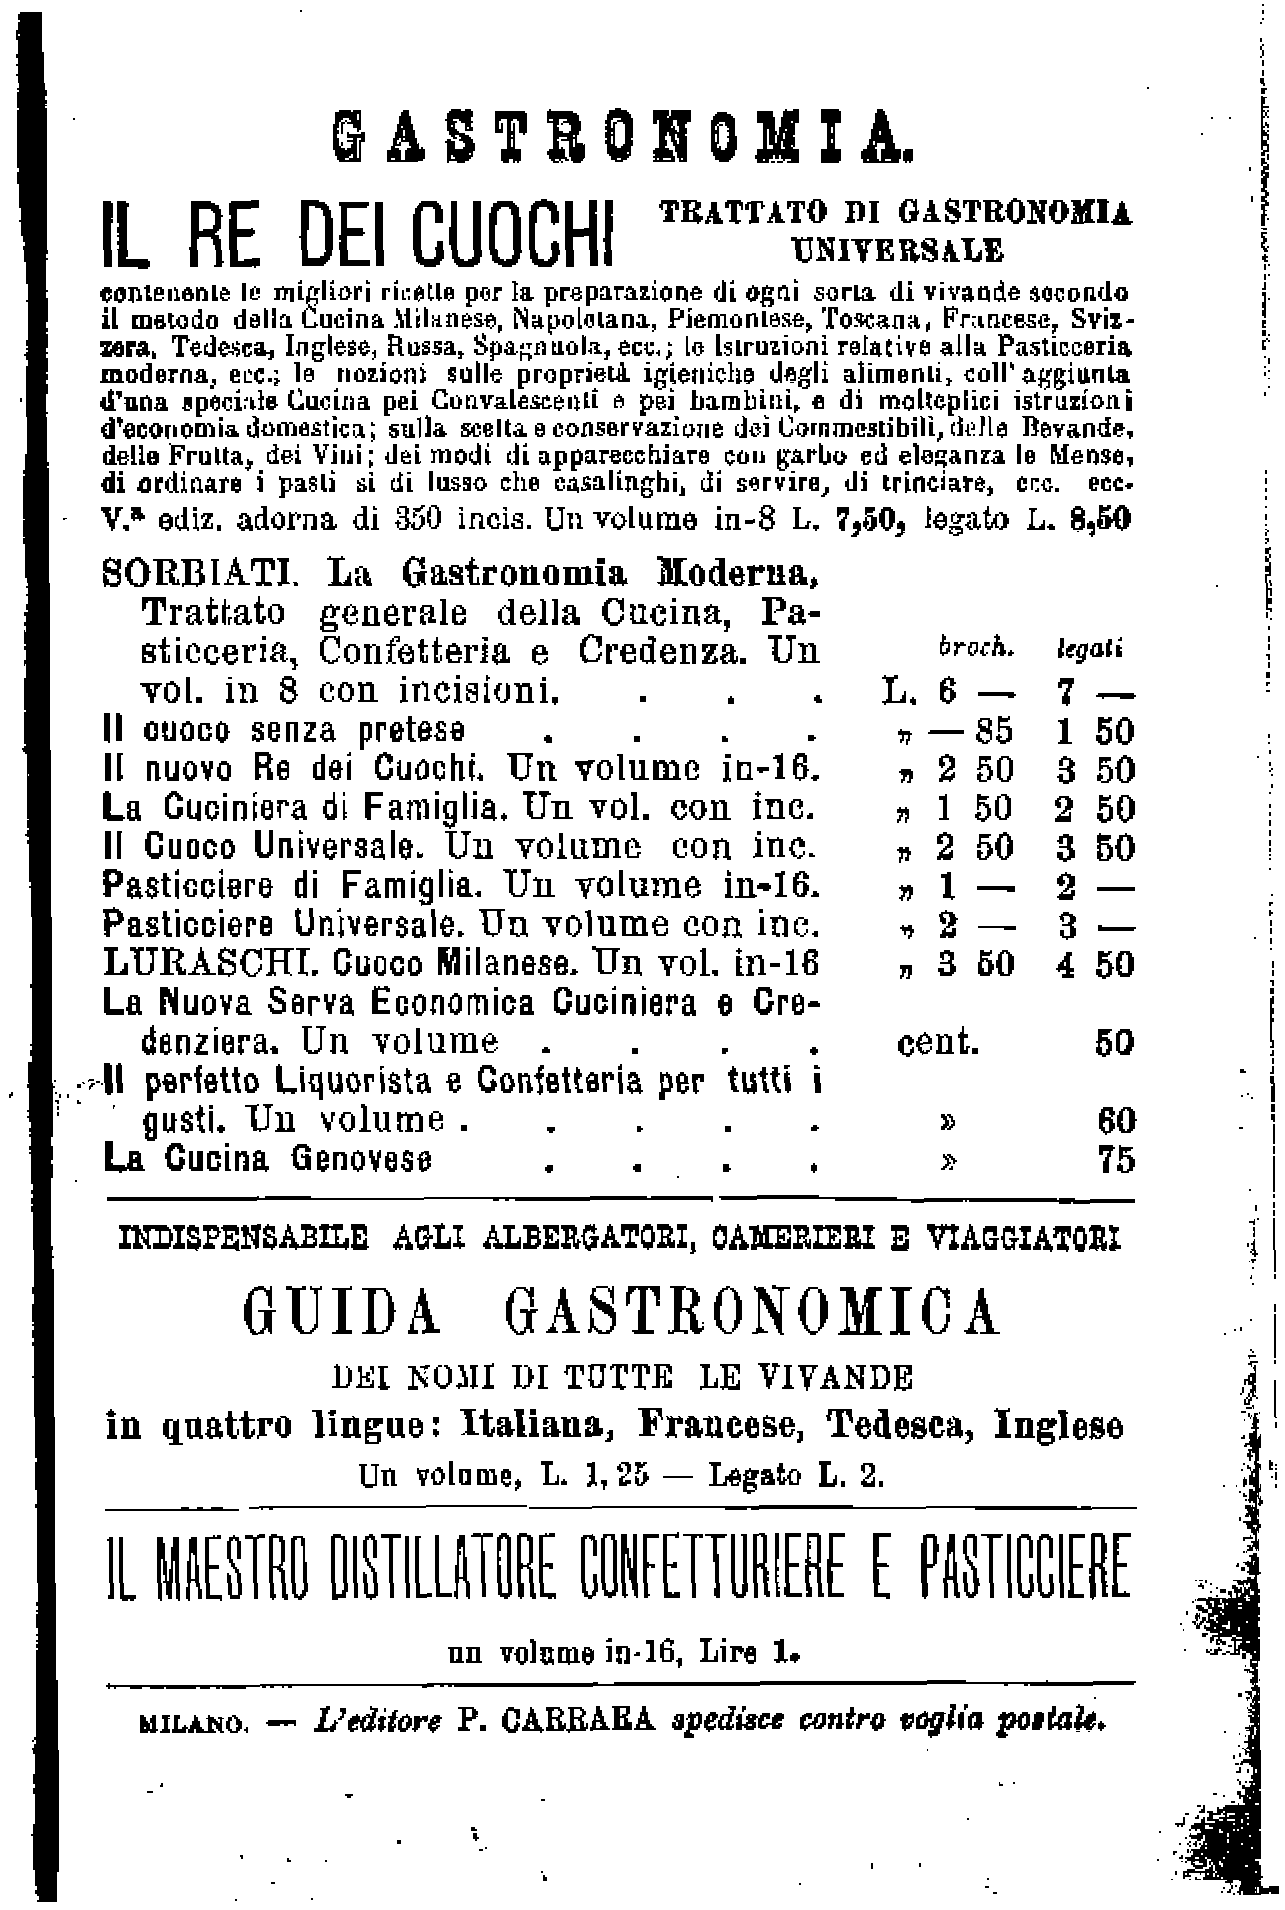 GASTRONOMIA.
IL RE DEI CUOCHI TRATTATO DI GASTRONOMIA UNIVERSALE
contenente le migliori ricette per la preparazione di ogni sorta di vivande secondo
il metodo della Cucina Milanese, Napoletana, Piemontese, Toscana, Francese, Sviz-
zera, Tedesca, Inglese, Russa, Spagnuola, ecc.; le Istruzioni relative alla Pasticceria
moderna, ecc.; le nozioni sulle proprietà igieniche degli alimenti, coll'aggiunta
d'una speciale Cucina pei Convalescenti e pei bambini, e di molteplici istruzioni
d'economia domestica; sulla scelta e conservazione dei Commestibili, delle Bevande,
delle Frutta, dei Vini; dei modi di apparecchiare con garbo ed eleganza le Mense,
di ordinare i pasti si di lusso che casalinghi, di servire, di trinciare, ecc. ecc.
V.ª ediz. adorna di 350 incis. Un volume in-8 L. 7,50, legato L. 8,50
SORBIATI. La Gastronomia Moderna,
Trattato generale della Cucina, Pa-
sticceria, Confetteria e Credenza. Un broch. legati
vol. in 8 con incisioni. . . . L. 6 — 7 —
Il cuoco senza pretese . . . . „ — 85 1 50
Il nuovo Re dei Cuochi. Un volume in-16. „ 2 50 3 50
La Cuciniera di Famiglia. Un vol. con inc. „ 1 50 2 50
Il Cuoco Universale. Un volume con inc. „ 2 50 3 50
Pasticciere di Famiglia. Un volume in-16. „ 1 — 2 —
Pasticciere Universale. Un volume con inc. „ 2 — 3 —
LURASCHI. Cuoco Milanese. Un vol. in-16 „ 3 50 4 50
La Nuova Serva Economica Cuciniera e Cre-
denziera. Un volume . . . . cent. 50
Il perfetto Liquorista e Confetteria per tutti i
gusti. Un volume . . . . . » 60
La Cucina Genovese . . . . » 75
INDISPENSABILE AGLI ALBERGATORI, CAMERIERI E VIAGGIATORI
GUIDA GASTRONOMICA
DEI NOMI DI TUTTE LE VIVANDE
in quattro lingue: Italiana, Francese, Tedesca, Inglese
Un volume, L. 1,25 — Legato L. 2.
IL MAESTRO DISTILLATORE CONFETTURIERE E PASTICCIERE
un volume in-16, Lire 1.
MILANO. — L'editore P. CARRARA spedisce contro voglia postale.